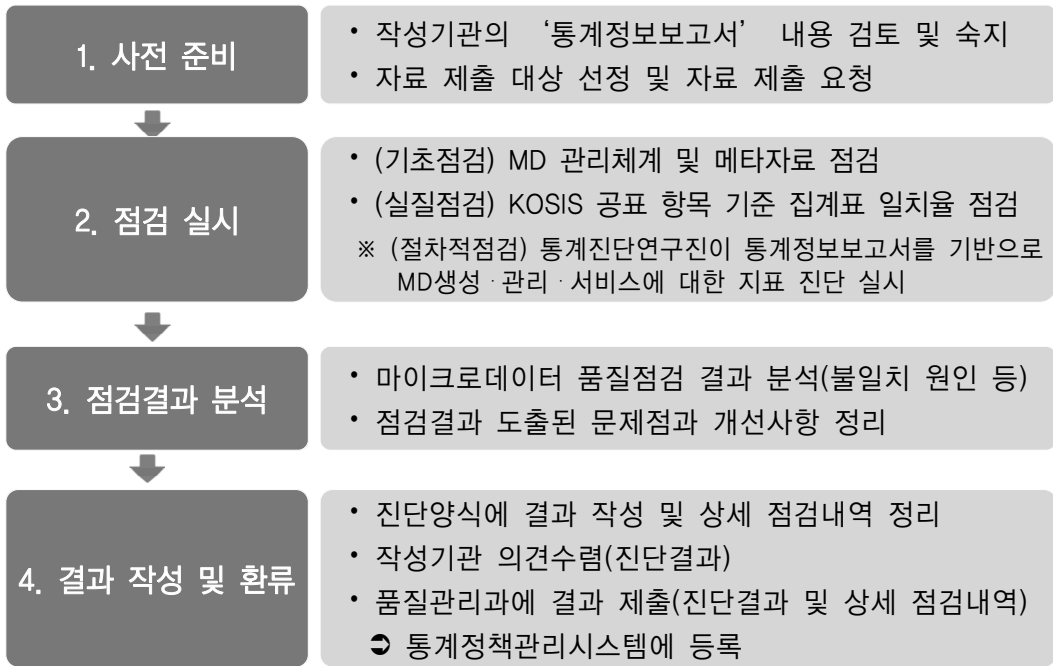 1. 사전 준비
• 작성기관의 ‘통계정보보고서’ 내용 검토 및 숙지
• 자료 제출 대상 선정 및 자료 제출 요청
2. 점검 실시
• (기초점검) MD 관리체계 및 메타자료 점검
• (실질점검) KOSIS 공표 항목 기준 집계표 일치율 점검
※ (절차적점검) 통계진단연구진이 통계정보보고서를 기반으로
MD생성·관리·서비스에 대한 지표 진단 실시
3. 점검결과 분석
• 마이크로데이터 품질점검 결과 분석(불일치 원인 등)
• 점검결과 도출된 문제점과 개선사항 정리
4. 결과 작성 및 환류
• 진단양식에 결과 작성 및 상세 점검내역 정리
• 작성기관 의견수렴(진단결과)
• 품질관리과에 결과 제출(진단결과 및 상세 점검내역)
➲ 통계정책관리시스템에 등록